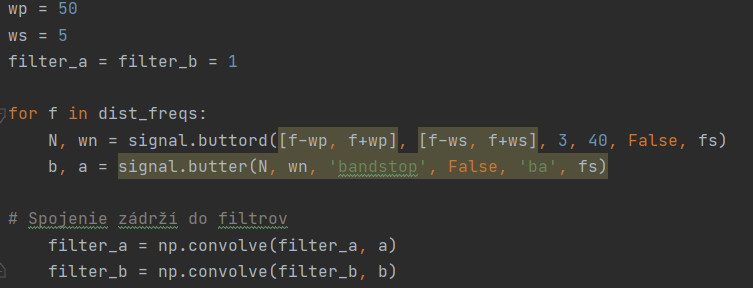 wp = 50
ws = 5
filter_a = filter_b = 1
for f in dist_freqs:
    N, wn = signal.buttord([f-wp, f+wp], [f-ws, f+ws], 3, 40, False, fs)
    b, a = signal.butter(N, wn, 'bandstop', False, 'ba', fs)
# Spojenie zádrží do filtrov
    filter_a = np.convolve(filter_a, a)
    filter_b = np.convolve(filter_b, b)